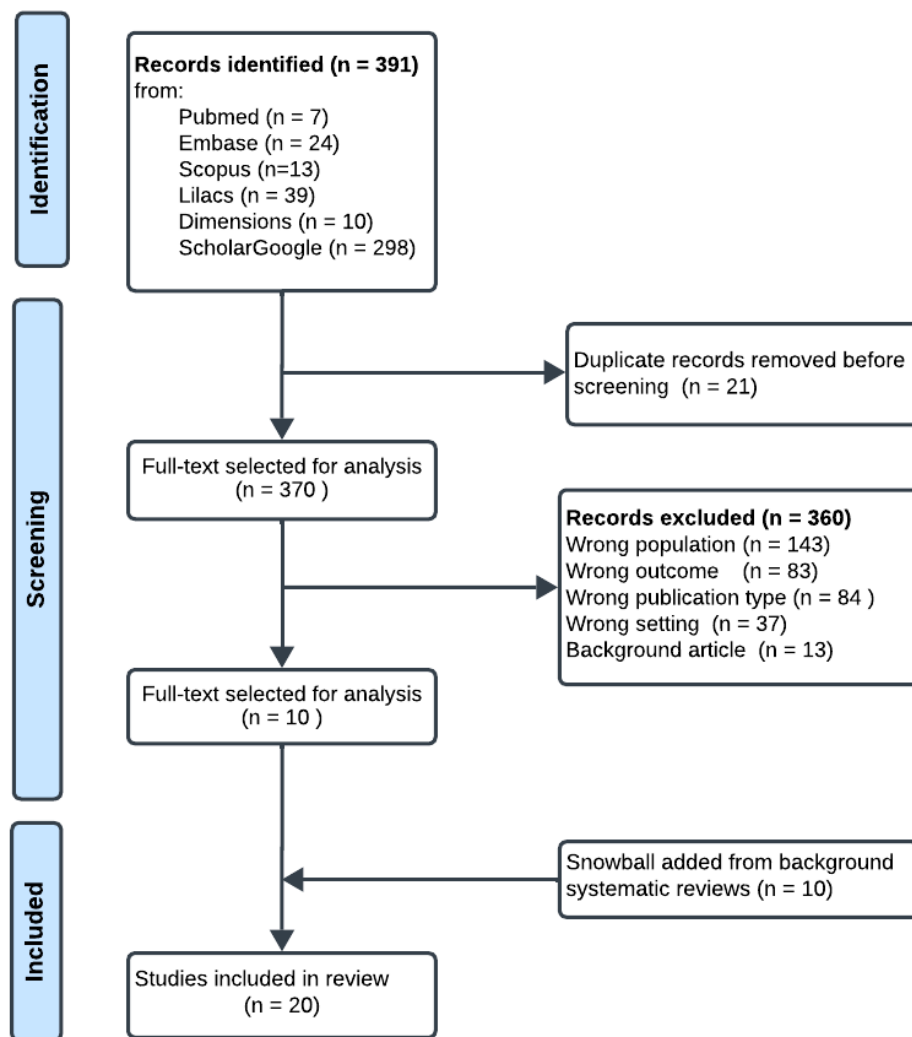 Identification
Records identified (n = 391)
from:
Pubmed (n = 7)
Embase (n = 24)
Scopus (n=13)
Lilacs (n = 39)
Dimensions (n = 10)
ScholarGoogle (n = 298)
Duplicate records removed before
screening (n = 21)
Screening
Full-text selected for analysis
(n = 370 )
Records excluded (n = 360)
Wrong population (n = 143)
Wrong outcome (n = 83)
Wrong publication type (n = 84 )
Wrong setting (n = 37)
Background article (n = 13)
Full-text selected for analysis
(n = 10 )
Included
Snowball added from background
systematic reviews (n = 10)
Studies included in review
(n = 20)